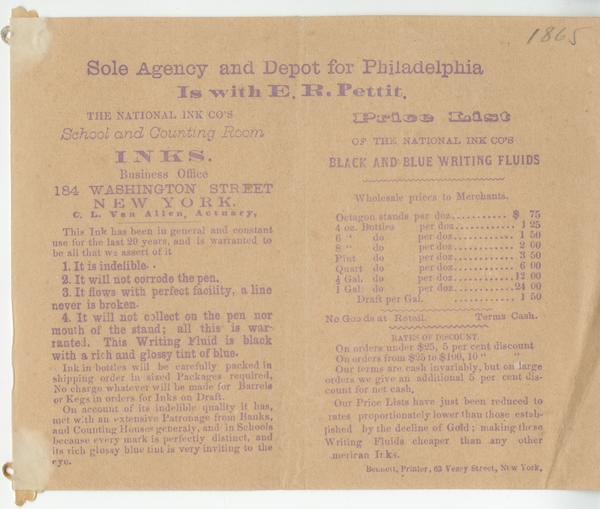 1865
Sole Agency and Depot for Philadelphia
Is with E. R. Pettit.
THE NATIONAL INK CO'S
School and Counting Room
INKS.
Business Office
184 WASHINGTON STREET
NEW YORK.
C. L. Van Allen, Actuary,
This Ink has been in general and constant
use for the last 20 years, and is warranted to
be all that we assert of it
1. It is indelible.
2. It will not corrode the pen.
3. It flows with perfect facility, a line
never is broken.
4. It will not collect on the pen nor
mouth of the stand; all this is war-
ranted. This Writing Fluid is black
with a rich and glossy tint of blue.
Ink in bottles will be carefully packed in
shipping order in sized Packages required,
No charge whatever will be made for Barrels
or Kegs in orders for Inks on Draft.
On account of its indelible quality it has,
met with an extensive Patronage from Banks,
and Counting Houses generaly, and in Schools
because every mark is perfectly distinct, and
its rich glossy blue tint is very inviting to the
eye.
Price List
OF THE NATIONAL INK CO'S
BLACK AND BLUE WRITING FLUIDS
Wholesale prices to Merchants.
Octagon stands per doz........... $ 75
4 oz. Bottles per doz........... 1 25
6 " do per doz........... 1 50
8 " do per doz........... 2 00
Pint do per doz........... 3 50
Quart do per doz........... 6 00
½ Gal. do per doz...........12 00
1 Gal. do per doz...........24 00
Draft per Gal. ........... 1 50
No Goods at Retail. Terms Cash.
RATES OF DISCOUNT
On orders under $25, 5 per cent discount
On orders from $25 to $100, 10 " "
Our terms are cash invariably, but on large
orders we give an additional 5 per cent dis-
count for net cash,
Our Price Lists have just been reduced to
rates proportionately lower than those estab-
lished by the decline of Gold; making these
Writing Fluids cheaper than any other
merican Inks.
Bennett, Printer, 63 Vesey Street, New York.